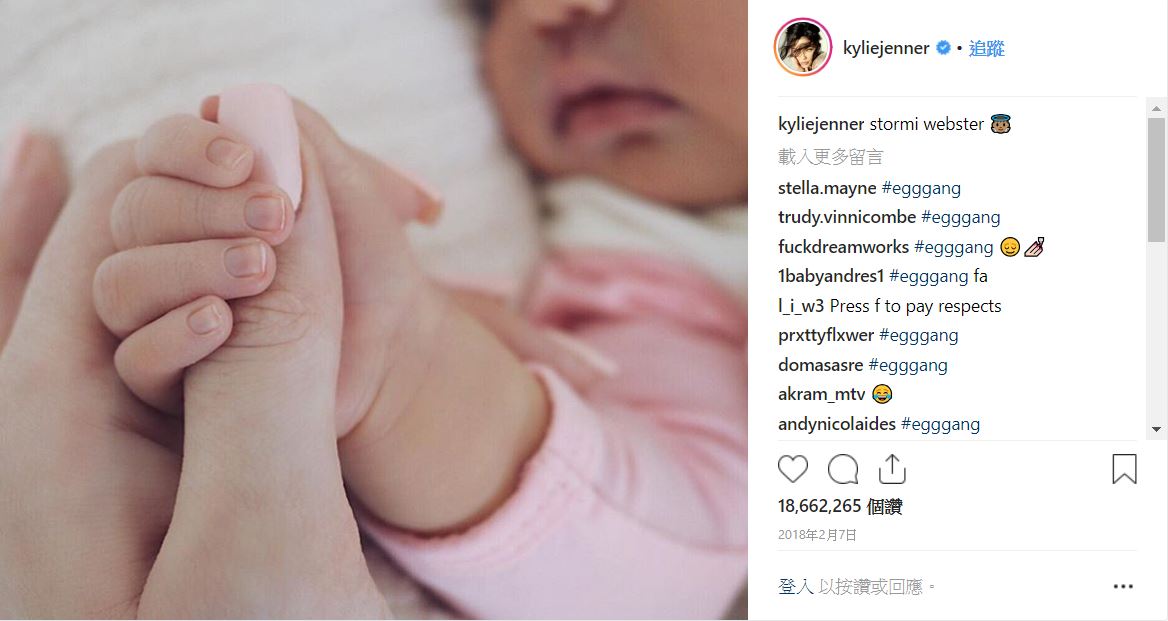 kyliejenner • 追蹤
kyliejenner stormi webster
載入更多留言
stella.mayne #egggang
trudy.vinnicombe #egggang
fuckdreamworks #egggang 😌💅🏼
1babyandres1 #egggang fa
l_i_w3 Press f to pay respects
prxttyflxwer #egggang
domasasre #egggang
akram_mtv 😂
andynicolaides #egggang
18,662,265 個讚
2018年2月7日
登入 以按讚或回應。